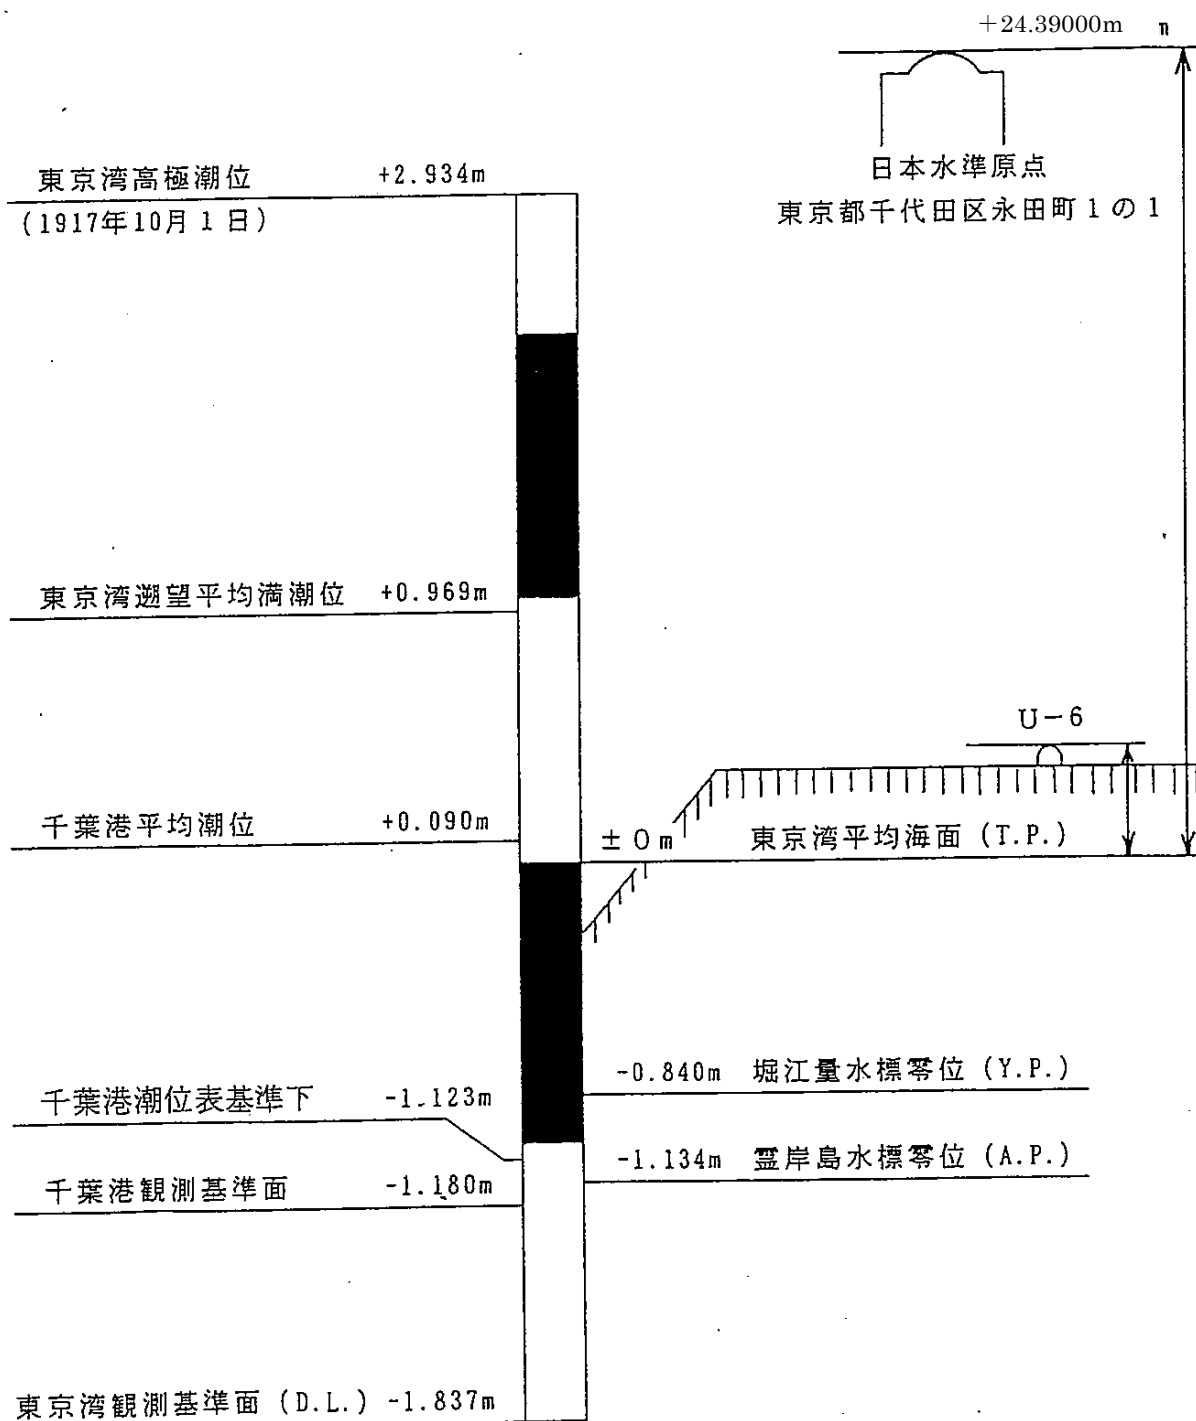 +24.39000m
日本水準原点
東京都千代田区永田町1の1
東京湾高極潮位 +2.934m
(1917年10月1日)
東京湾遡望平均満潮位 +0.969m
U-6
千葉港平均潮位 +0.090m
±0m 東京湾平均海面 (T.P.)
-0.840m 堀江量水標零位 (Y.P.)
千葉港潮位表基準下 -1.123m
-1.134m 霊岸島水標零位 (A.P.)
千葉港観測基準面 -1.180m
東京湾観測基準面 (D.L.) -1.837m